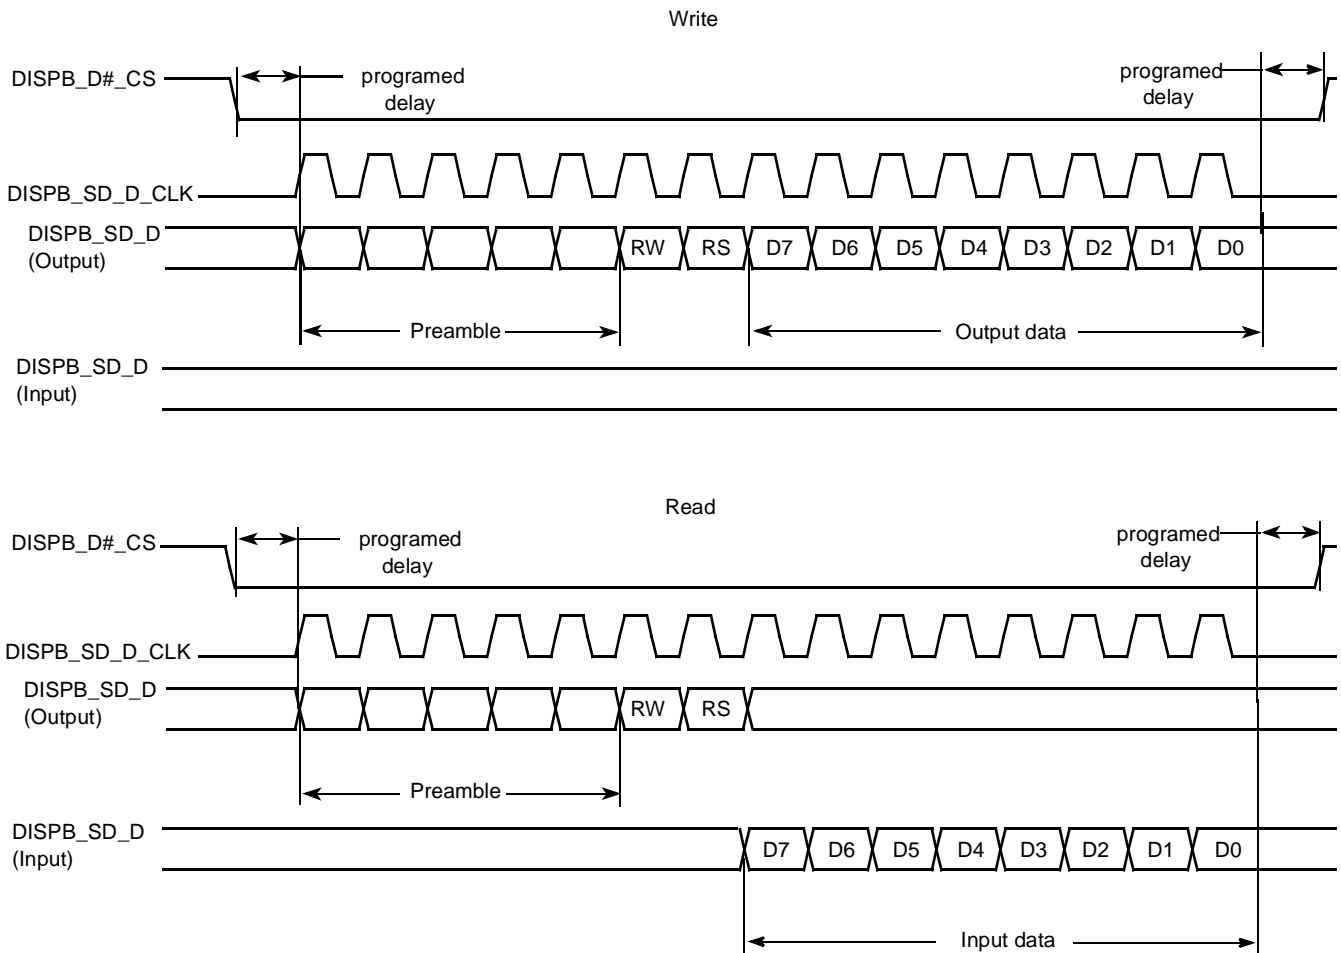 Write
DISPB_D#_CS
programed
delay
programed
delay
DISPB_SD_D_CLK
DISPB_SD_D
(Output)
RW RS D7 D6 D5 D4 D3 D2 D1 D0
Preamble
Output data
DISPB_SD_D
(Input)
Read
DISPB_D#_CS
programed
delay
programed
delay
DISPB_SD_D_CLK
DISPB_SD_D
(Output)
RW RS
Preamble
DISPB_SD_D
(Input)
D7 D6 D5 D4 D3 D2 D1 D0
Input data